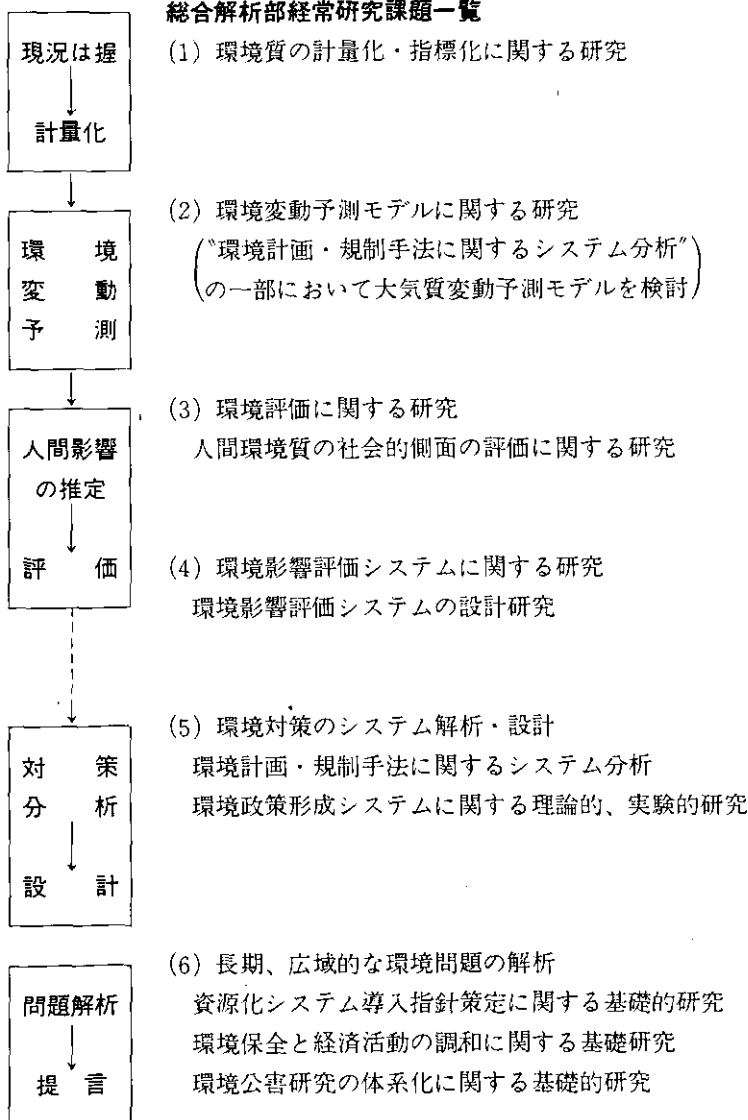 総合解析部経常研究課題一覧
現況は握
計量化
(1) 環境質の計量化・指標化に関する研究
環境
変動
予測
(2) 環境変動予測モデルに関する研究
(〝環境計画・規制手法に関するシステム分析〞
の一部において大気質変動予測モデルを検討)
人間影響
の推定
評価
(3) 環境評価に関する研究
人間環境質の社会的側面の評価に関する研究
(4) 環境影響評価システムに関する研究
環境影響評価システムの設計研究
対策
分析
設計
(5) 環境対策のシステム解析・設計
環境計画・規制手法に関するシステム分析
環境政策形成システムに関する理論的、実験的研究
問題解析
提言
(6) 長期、広域的な環境問題の解析
資源化システム導入指針策定に関する基礎的研究
環境保全と経済活動の調和に関する基礎研究
環境公害研究の体系化に関する基礎的研究